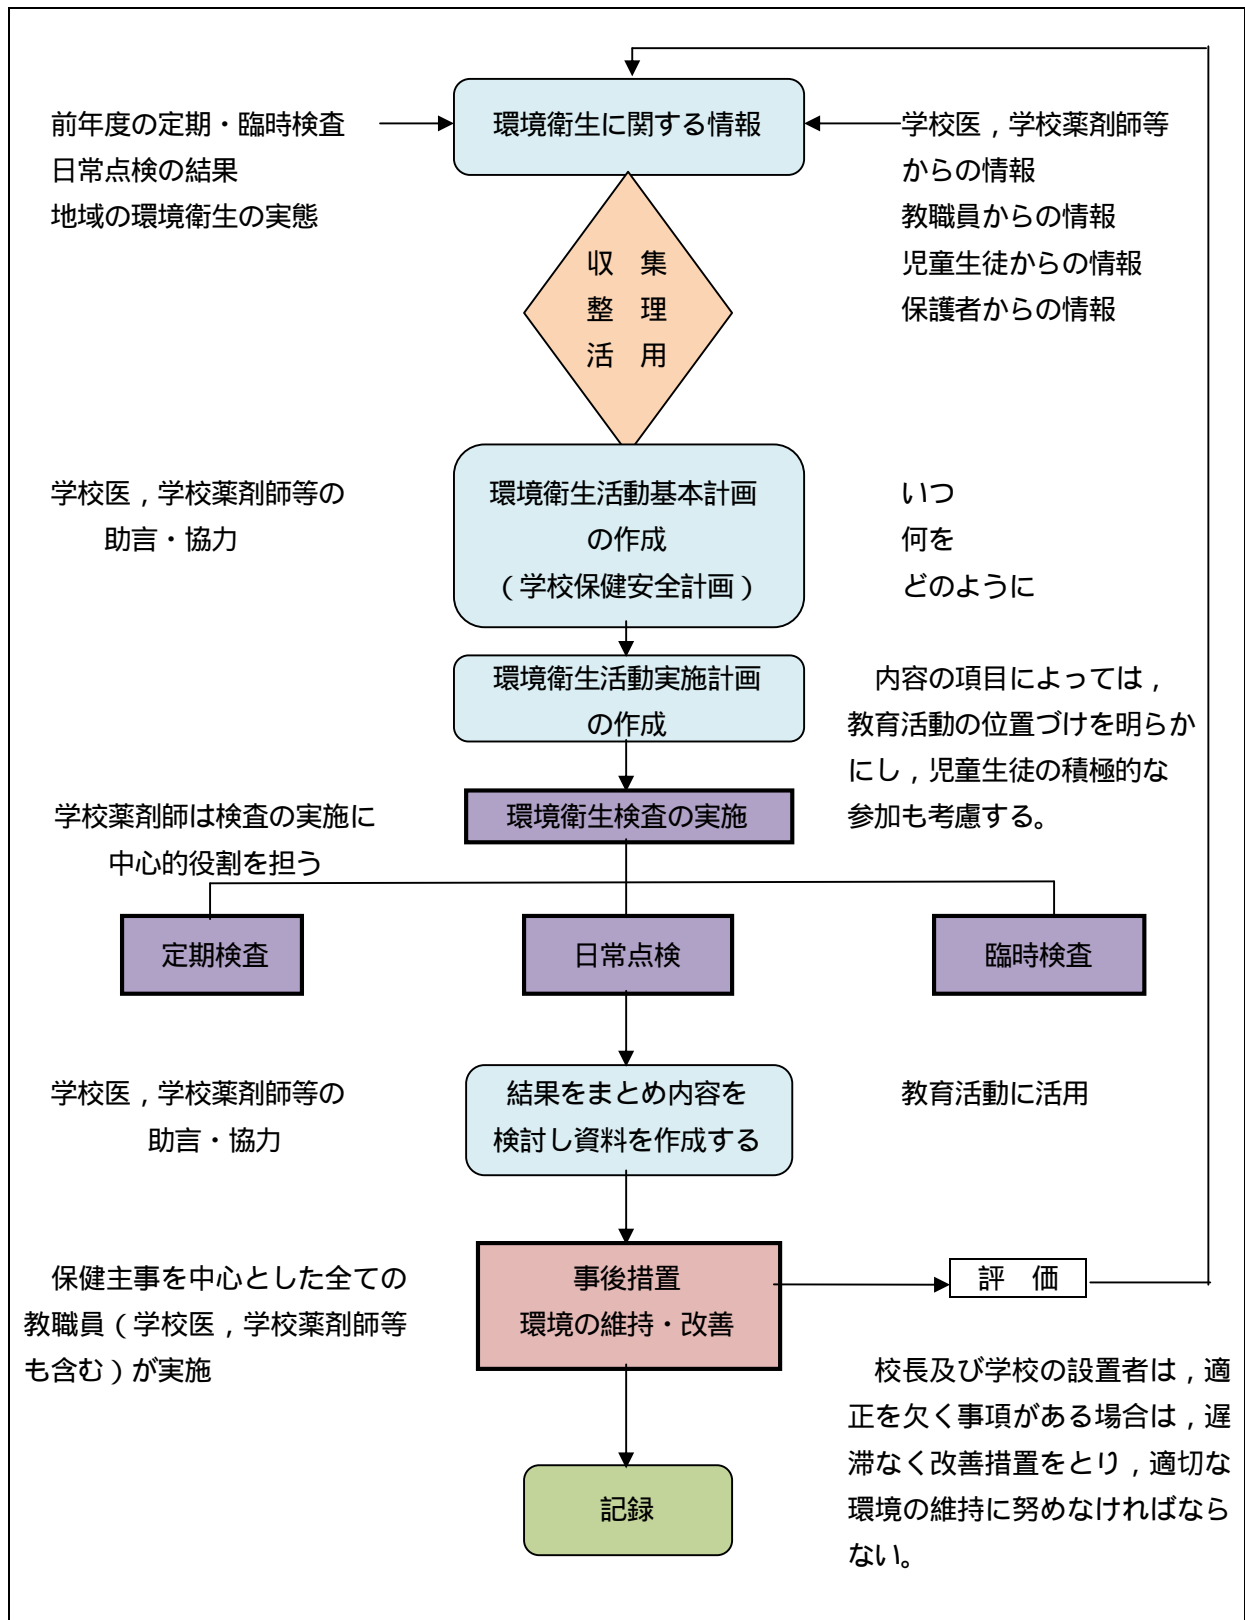 環境衛生に関する情報
前年度の定期・臨時検査
日常点検の結果
地域の環境衛生の実態
学校医，学校薬剤師等
からの情報
教職員からの情報
児童生徒からの情報
保護者からの情報
収　集
整　理
活　用
学校医，学校薬剤師等の
助言・協力
環境衛生活動基本計画
の作成
（学校保健安全計画）
いつ
何を
どのように
環境衛生活動実施計画
の作成
内容の項目によっては，
教育活動の位置づけを明らか
にし，児童生徒の積極的な
参加も考慮する。
学校薬剤師は検査の実施に
中心的役割を担う
環境衛生検査の実施
定期検査
日常点検
臨時検査
学校医，学校薬剤師等の
助言・協力
結果をまとめ内容を
検討し資料を作成する
教育活動に活用
保健主事を中心とした全ての
教職員（学校医，学校薬剤師等
も含む）が実施
事後措置
環境の維持・改善
評　価
校長及び学校の設置者は，適
正を欠く事項がある場合は，遅
滞なく改善措置をとり，適切な
環境の維持に努めなければなら
ない。
記録